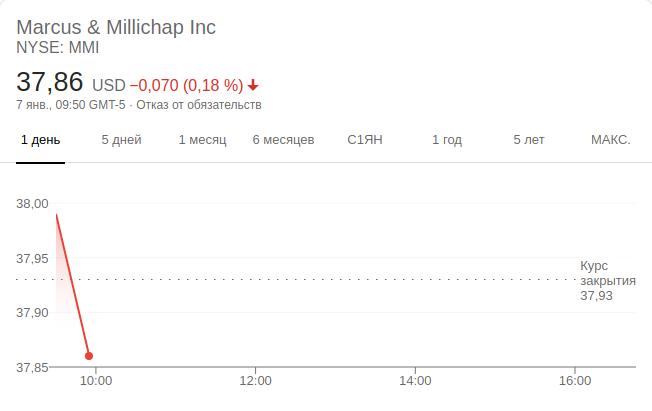 Marcus & Millichap Inc
NYSE: MMI
37,86 USD −0,070 (0,18 %)
7 янв., 09:50 GMT-5 · Отказ от обязательств
1 день 5 дней 1 месяц 6 месяцев С1ЯН 1 год 5 лет МАКС.
38,00
37,95
Курс
закрытия
37,93
37,90
37,85
10:00 12:00 14:00 16:00